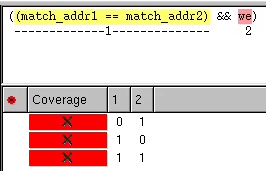 ((match_addr1 == match_addr2) && we)
-------------1-------------- 2
Coverage 1 2
0 1
1 0
1 1